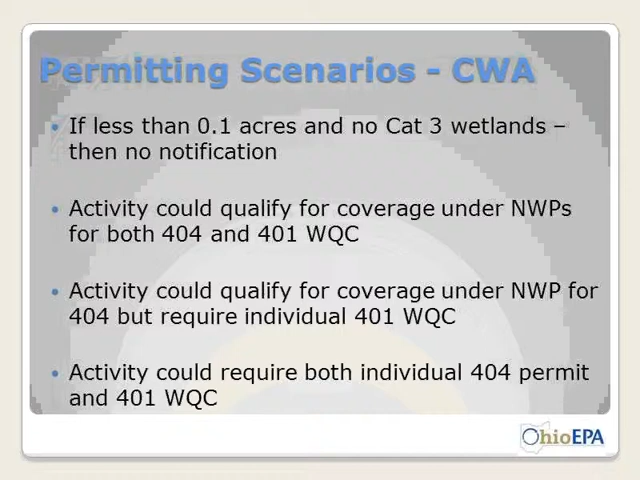 Permitting Scenarios - CWA
• If less than 0.1 acres and no Cat 3 wetlands –
then no notification
• Activity could qualify for coverage under NWPs
for both 404 and 401 WQC
• Activity could qualify for coverage under NWP for
404 but require individual 401 WQC
• Activity could require both individual 404 permit
and 401 WQC
OhioEPA